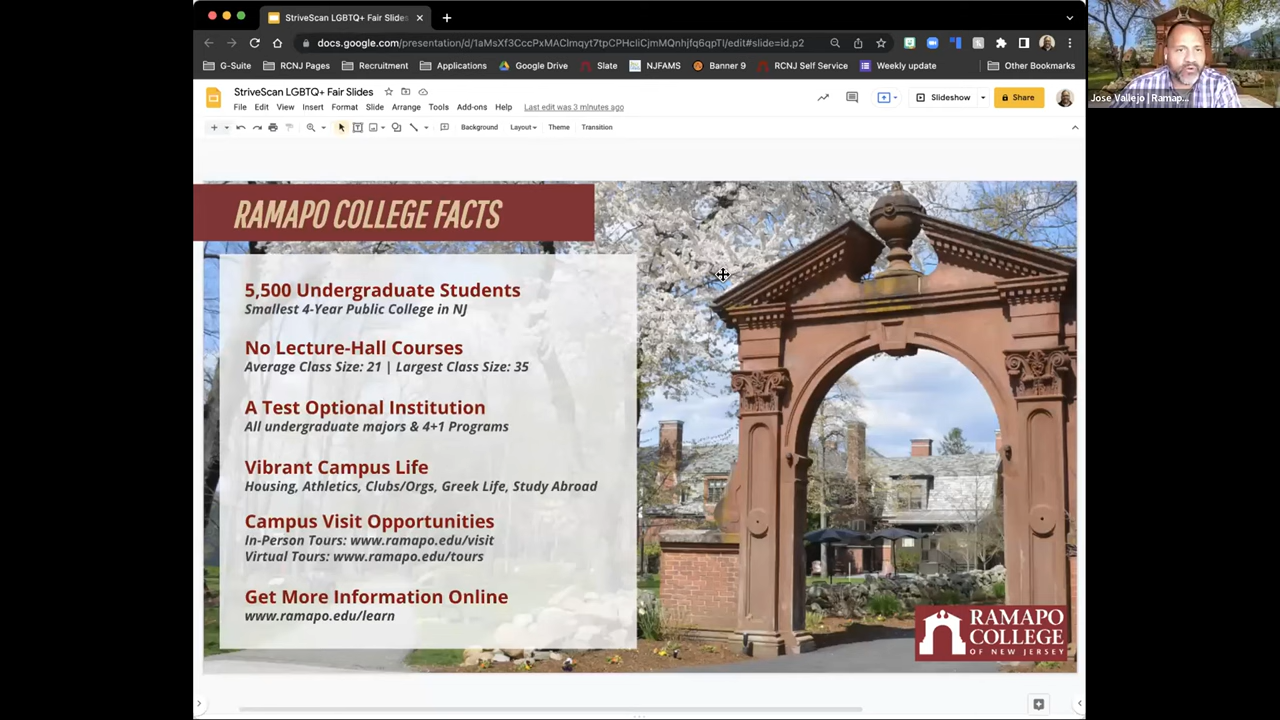 StriveScan LGBTQ+ Fair Slides
docs.google.com/presentation/d/1aMsXf3CccPxMAClmqyt7tpCPHcliCjmMQnhjfq6qpTI/edit#slide=id.p2
G-Suite
RCNJ Pages
Recruitment
Applications
Google Drive
Slate
NJFAMS
Banner 9
RCNJ Self Service
Weekly update
Other Bookmarks
StriveScan LGBTQ+ Fair Slides
File Edit View Insert Format Slide Arrange Tools Add-ons Help Last edit was 3 minutes ago
Slideshow
Share
Background Layout Theme Transition
Jose Vallejo | Ramap...
RAMAPO COLLEGE FACTS
5,500 Undergraduate Students
Smallest 4-Year Public College in NJ
No Lecture-Hall Courses
Average Class Size: 21 | Largest Class Size: 35
A Test Optional Institution
All undergraduate majors & 4+1 Programs
Vibrant Campus Life
Housing, Athletics, Clubs/Orgs, Greek Life, Study Abroad
Campus Visit Opportunities
In-Person Tours: www.ramapo.edu/visit
Virtual Tours: www.ramapo.edu/tours
Get More Information Online
www.ramapo.edu/learn
RAMAPO
COLLEGE
OF NEW JERSEY